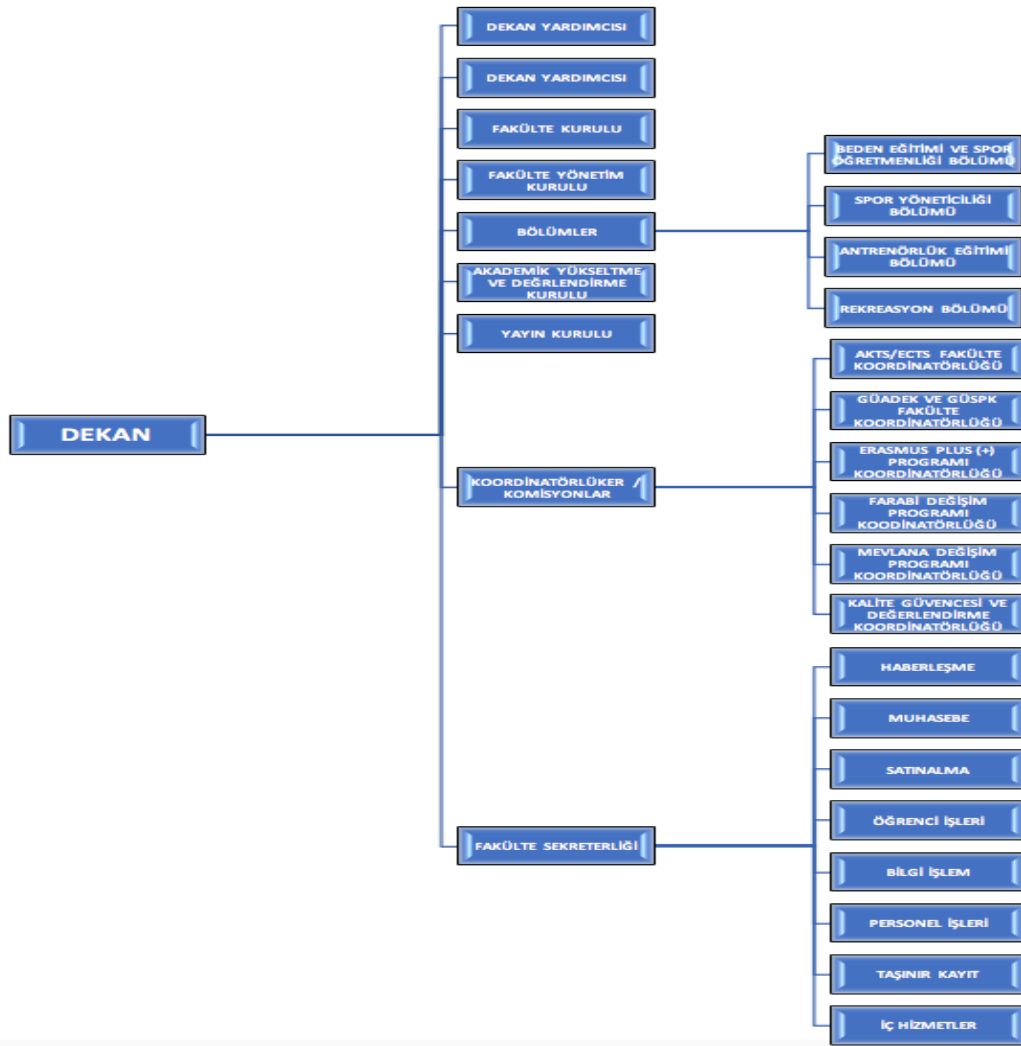 DEKAN
DEKAN YARDIMCISI
DEKAN YARDIMCISI
FAKÜLTE KURULU
FAKÜLTE YÖNETİM
KURULU
BÖLÜMLER
AKADEMİK YÜKSELTME
VE DEĞRLENDİRME
KURULU
YAYIN KURULU
KOORDİNATÖRLÜKER /
KOMİSYONLAR
FAKÜLTE SEKRETERLİĞİ
BEDEN EĞİTİMİ VE SPOR
ÖĞRETMENLİĞİ BÖLÜMÜ
SPOR YÖNETİCİLİĞİ
BÖLÜMÜ
ANTRENÖRLÜK EĞİTİMİ
BÖLÜMÜ
REKREASYON BÖLÜMÜ
AKTS/ECTS FAKÜLTE
KOORDİNATÖRLÜĞÜ
GÜADEK VE GÜSPK
FAKÜLTE
KOORDİNATÖRLÜĞÜ
ERASMUS PLUS (+)
PROGRAMI
KOORDİNATÖRLÜĞÜ
FARABİ DEĞİŞİM
PROGRAMI
KOODİNATÖRLÜĞÜ
MEVLANA DEĞİŞİM
PROGRAMI
KOORDİNATÖRLÜĞÜ
KALİTE GÜVENCESİ VE
DEĞERLENDİRME
KOORDİNATÖRLÜĞÜ
HABERLEŞME
MUHASEBE
SATINALMA
ÖĞRENCİ İŞLERİ
BİLGİ İŞLEM
PERSONEL İŞLERİ
TAŞINIR KAYIT
İÇ HİZMETLER